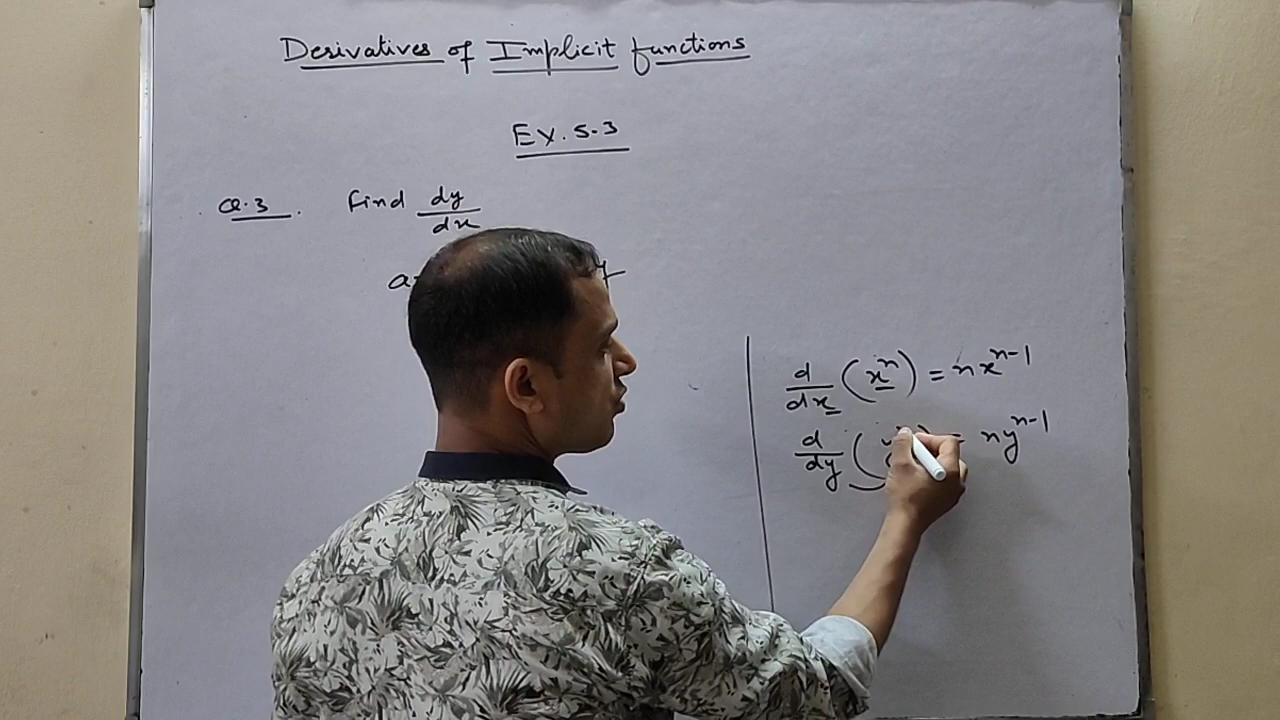 Derivatives of Implicit functions
Ex. 5.3
Q.3. Find dy/dx
a
y
d/dx (x^n) = nx^n-1
d/dy ( = ny^n-1